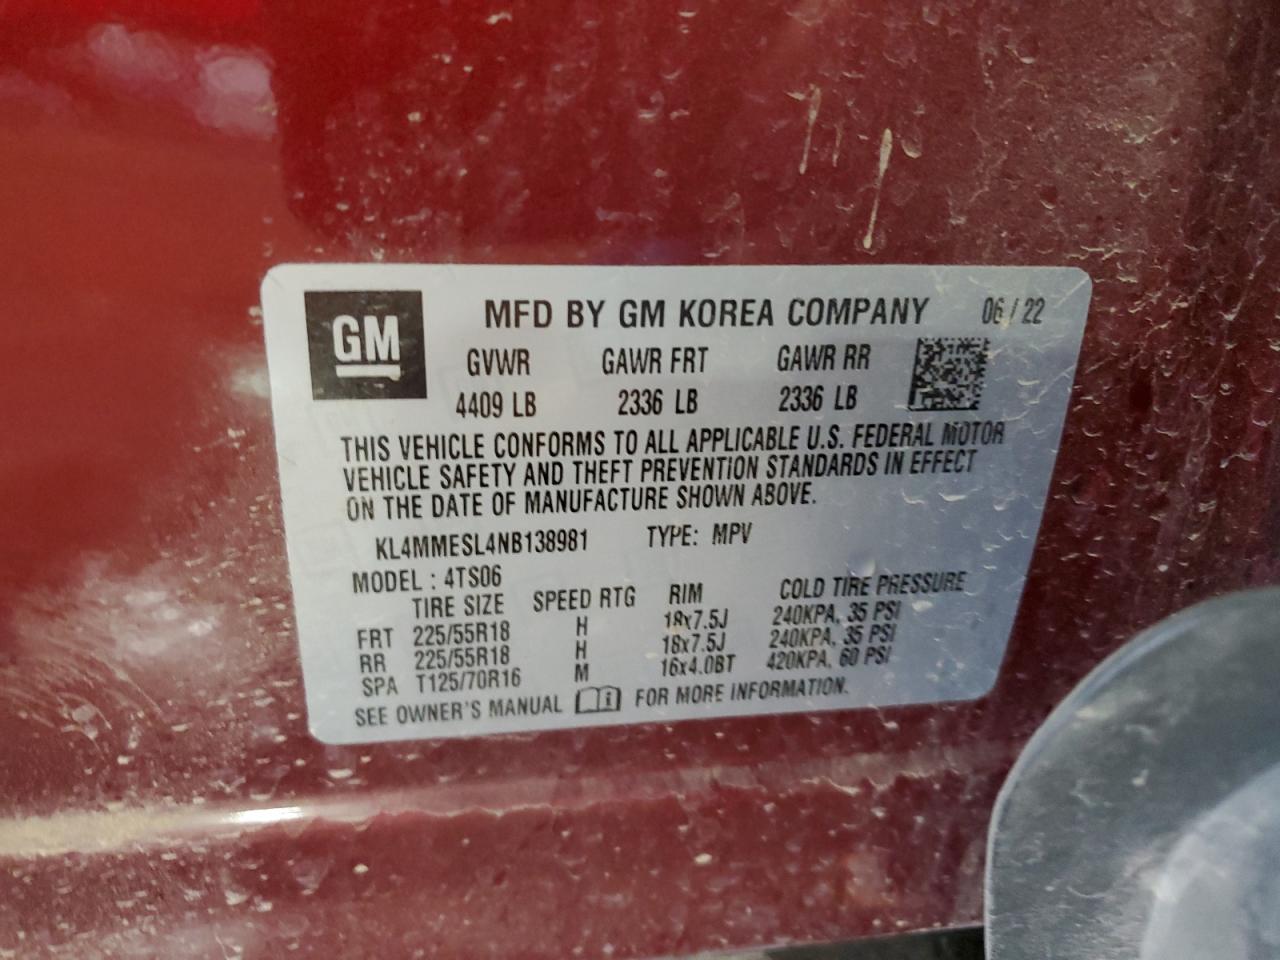 GM
MFD BY GM KOREA COMPANY 06 / 22
GVWR GAWR FRT GAWR RR
4409 LB 2336 LB 2336 LB
THIS VEHICLE CONFORMS TO ALL APPLICABLE U.S. FEDERAL MOTOR
VEHICLE SAFETY AND THEFT PREVENTION STANDARDS IN EFFECT
ON THE DATE OF MANUFACTURE SHOWN ABOVE.
KL4MMESL4NB138981 TYPE: MPV
MODEL : 4TS06
TIRE SIZE SPEED RTG RIM COLD TIRE PRESSURE
FRT 225/55R18 H 18x7.5J 240KPA, 35 PSI
RR 225/55R18 H 18x7.5J 240KPA, 35 PSI
SPA T125/70R16 M 16x4.0BT 420KPA, 60 PSI
SEE OWNER'S MANUAL i FOR MORE INFORMATION.